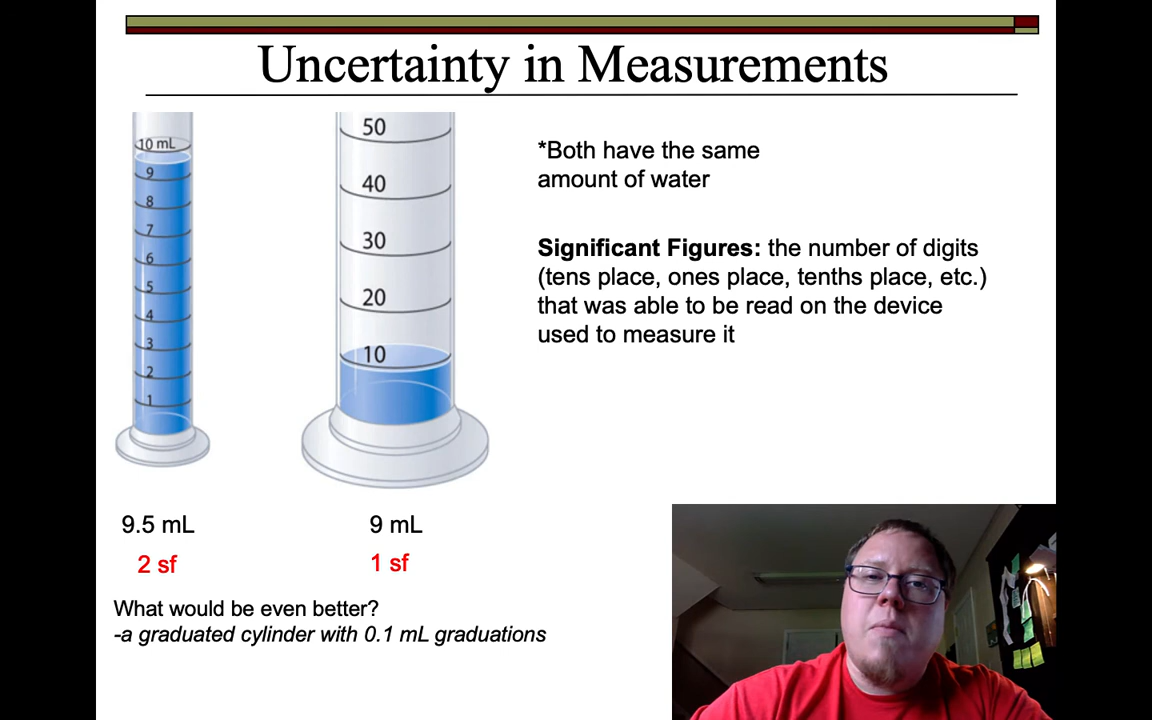 Uncertainty in Measurements
10 mL
9
8
7
6
5
4
3
2
1
50
40
30
20
10
*Both have the same
amount of water
Significant Figures: the number of digits
(tens place, ones place, tenths place, etc.)
that was able to be read on the device
used to measure it
9.5 mL
9 mL
2 sf
1 sf
What would be even better?
-a graduated cylinder with 0.1 mL graduations